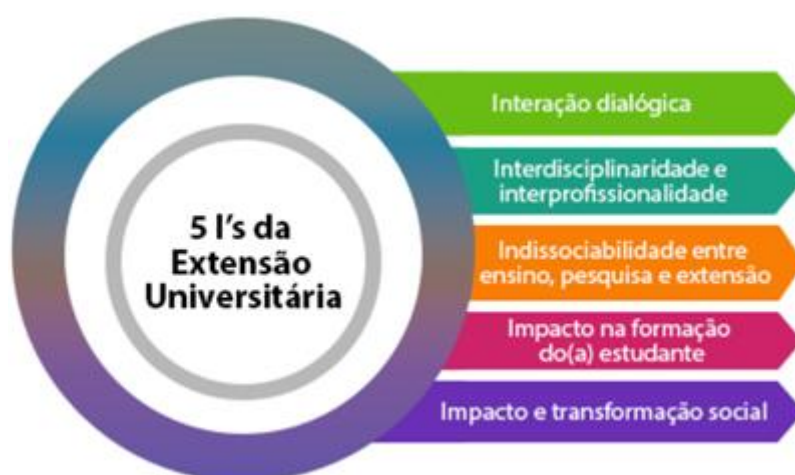 5 I's da
Extensão
Universitária
Interação dialógica
Interdisciplinaridade e
interprofissionalidade
Indissociabilidade entre
ensino, pesquisa e extensão
Impacto na formação
do(a) estudante
Impacto e transformação social